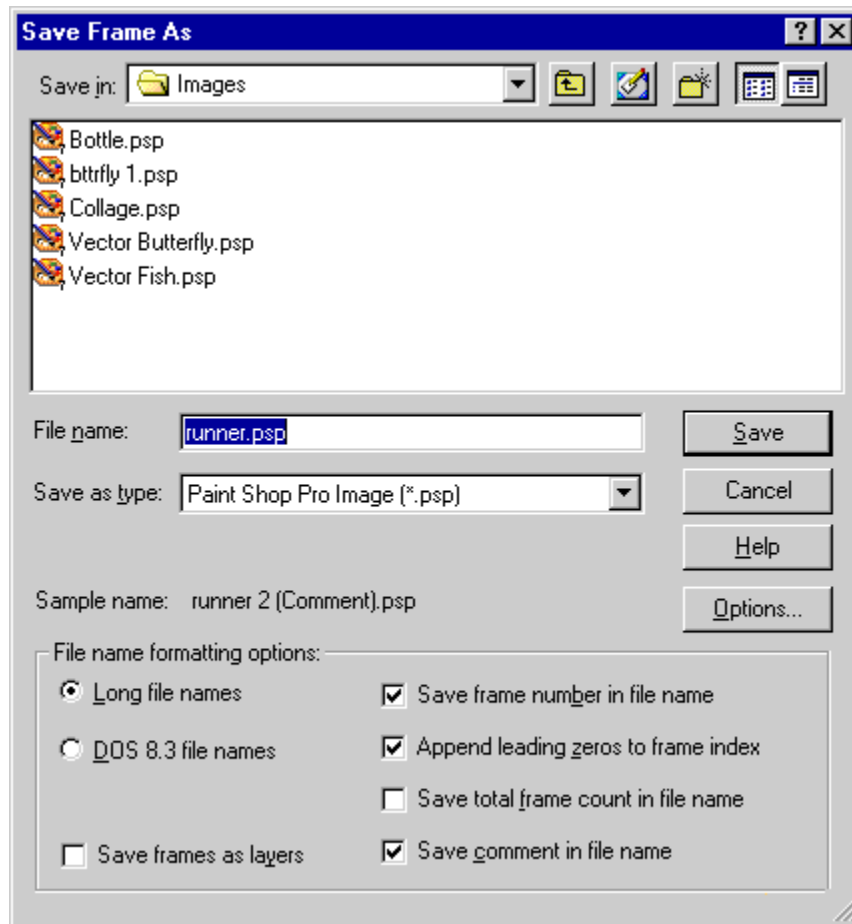 Save Frame As
Save in: Images
Bottle.psp
bttrfly 1.psp
Collage.psp
Vector Butterfly.psp
Vector Fish.psp
File name: runner.psp Save
Save as type: Paint Shop Pro Image (*.psp) Cancel
Help
Sample name: runner 2 (Comment).psp Options...
File name formatting options:
Long file names Save frame number in file name
DOS 8.3 file names Append leading zeros to frame index
Save total frame count in file name
Save frames as layers Save comment in file name